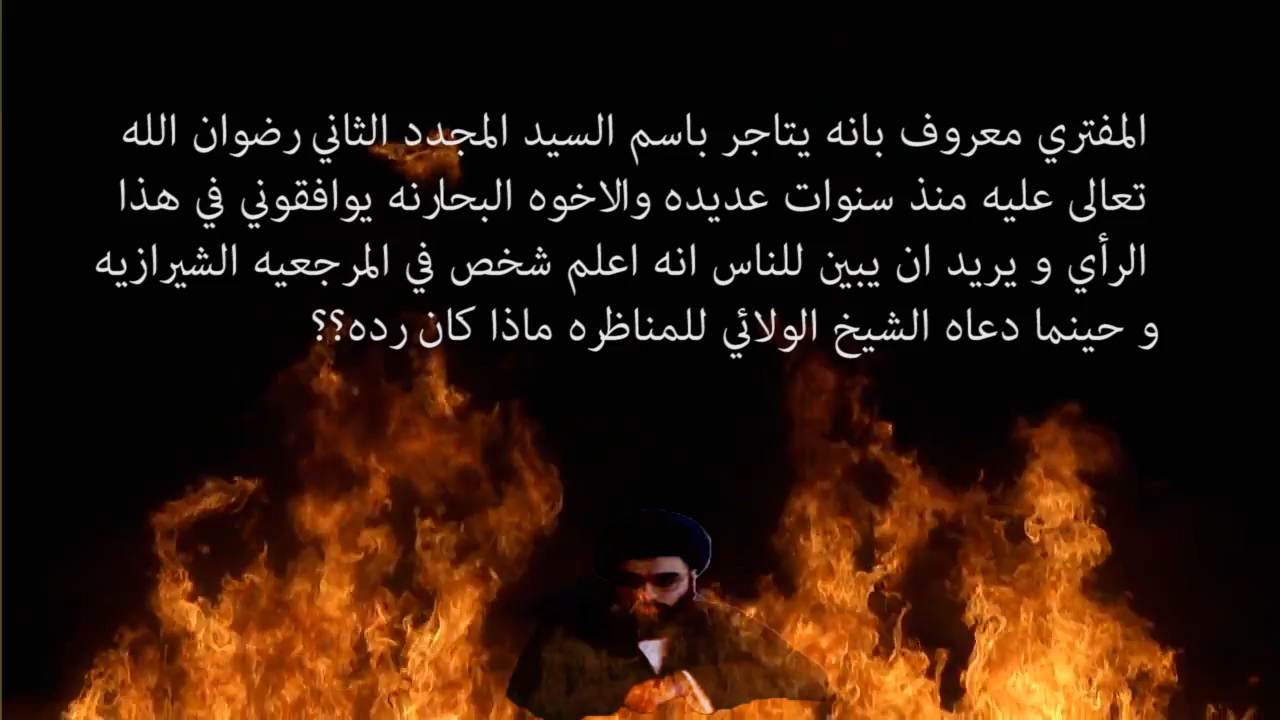 المفتري معروف بانه يتاجر باسم السيد المجدد الثاني رضوان الله
تعالى عليه منذ سنوات عديده والاخوه البحارنه يوافقوني في هذا
الرأي و يريد ان يبين للناس انه اعلم شخص في المرجعيه الشيرازيه
و حينما دعاه الشيخ الولائي للمناظره ماذا كان رده؟؟